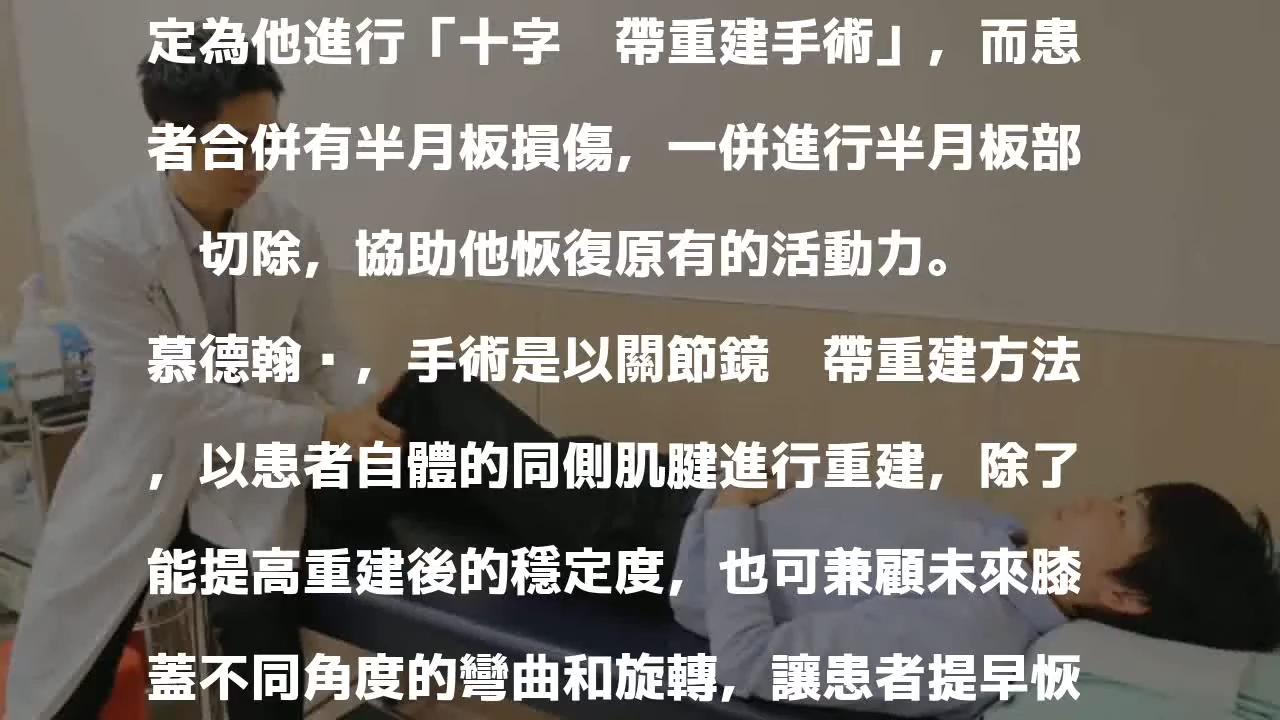 定為他進行「十字　帶重建手術」，而患
者合併有半月板損傷，一併進行半月板部
　切除，協助他恢復原有的活動力。
慕德翰·，手術是以關節鏡　帶重建方法
，以患者自體的同側肌腱進行重建，除了
能提高重建後的穩定度，也可兼顧未來膝
蓋不同角度的彎曲和旋轉，讓患者提早恢